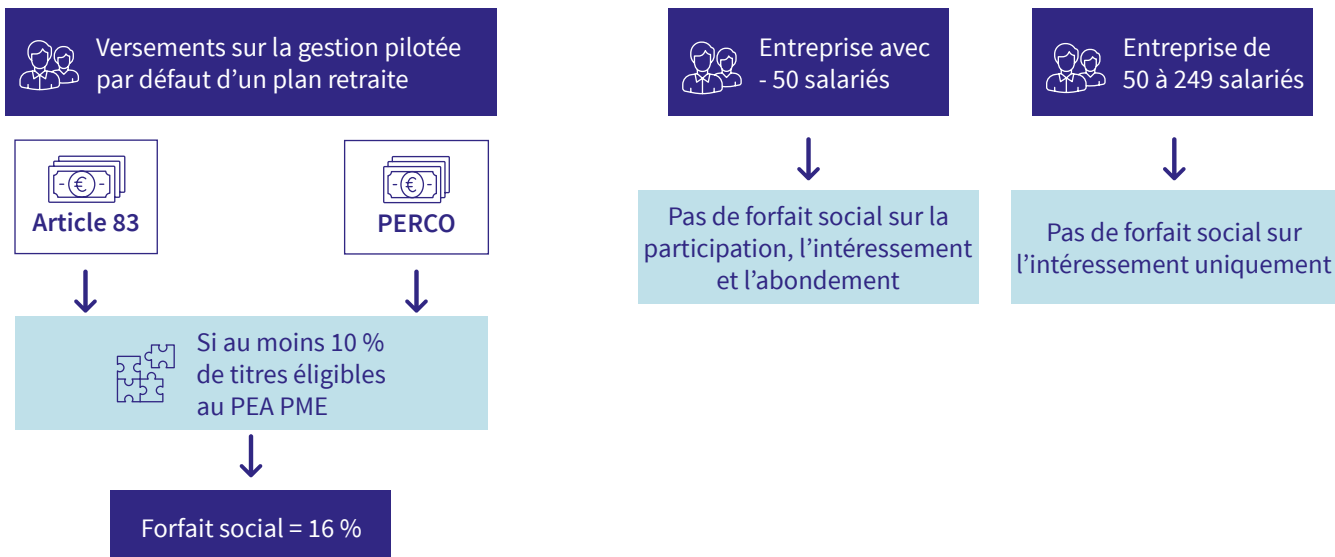 Versements sur la gestion pilotée
par défaut d’un plan retraite
Article 83
PERCO
Si au moins 10 %
de titres éligibles
au PEA PME
Forfait social = 16 %
Entreprise avec
- 50 salariés
Pas de forfait social sur la
participation, l’intéressement
et l’abondement
Entreprise de
50 à 249 salariés
Pas de forfait social sur
l’intéressement uniquement